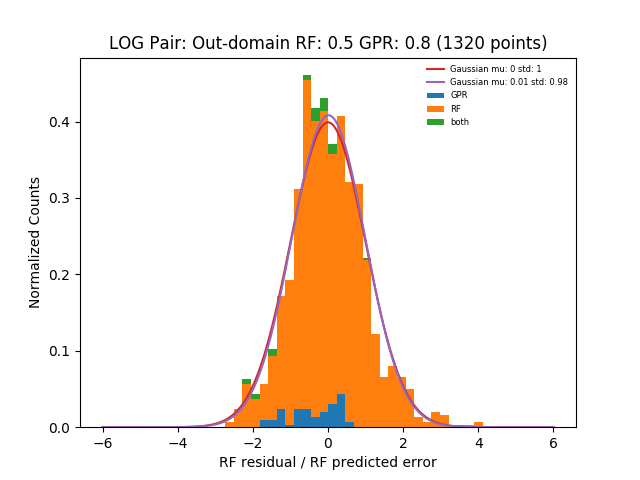 LOG Pair: Out-domain RF: 0.5 GPR: 0.8 (1320 points)
Gaussian mu: 0 std: 1
Gaussian mu: 0.01 std: 0.98
GPR
RF
both
Normalized Counts
0.4
0.3
0.2
0.1
0.0
−6 −4 −2 0 2 4 6
RF residual / RF predicted error